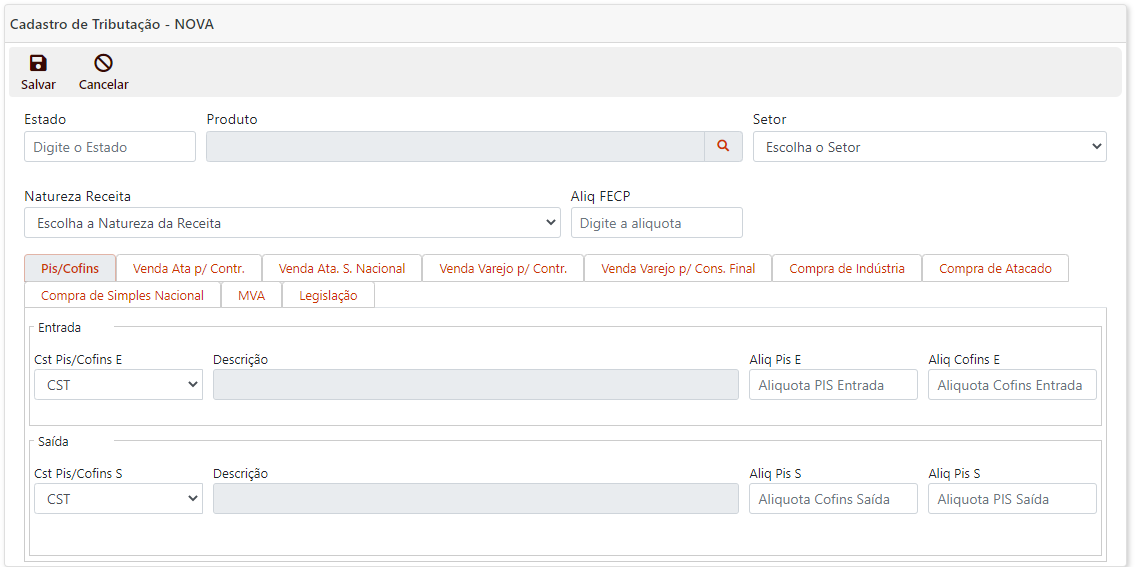 Cadastro de Tributação - NOVA
Salvar Cancelar
Estado Produto Setor
Digite o Estado Escolha o Setor
Natureza Receita Aliq FECP
Escolha a Natureza da Receita Digite a aliquota
Pis/Cofins Venda Ata p/ Contr. Venda Ata. S. Nacional Venda Varejo p/ Contr. Venda Varejo p/ Cons. Final Compra de Indústria Compra de Atacado
Compra de Simples Nacional MVA Legislação
Entrada
Cst Pis/Cofins E Descrição Aliq Pis E Aliq Cofins E
CST Aliquota PIS Entrada Aliquota Cofins Entrada
Saída
Cst Pis/Cofins S Descrição Aliq Pis S Aliq Pis S
CST Aliquota Cofins Saída Aliquota PIS Saída